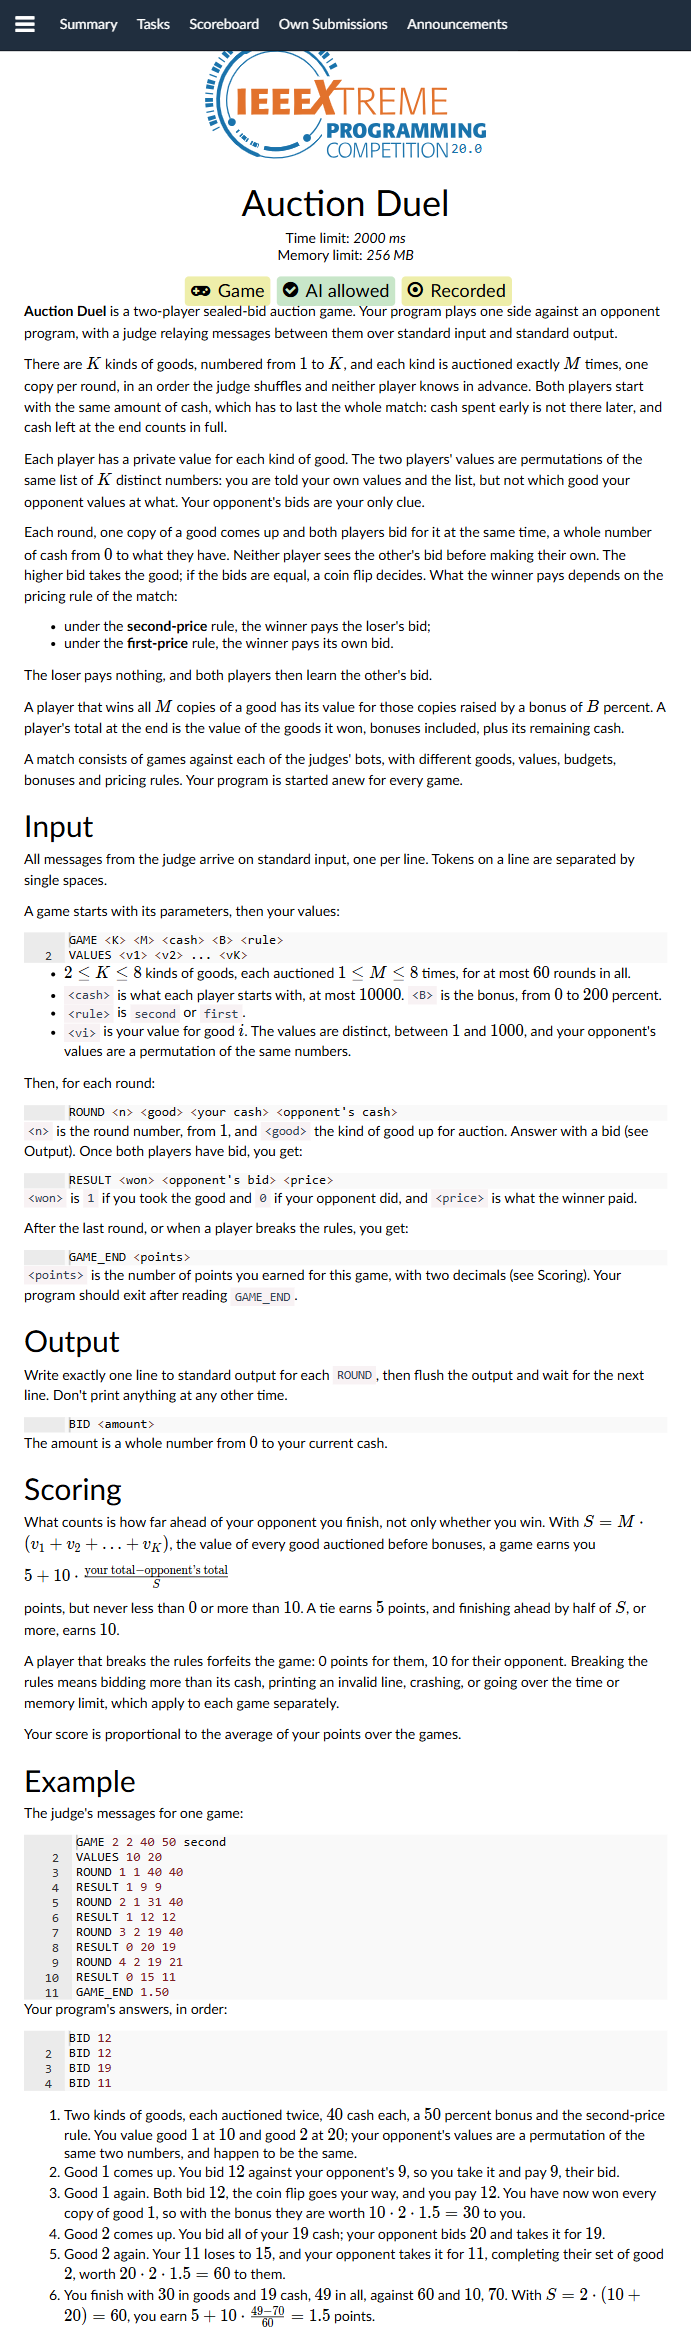 Summary Tasks Scoreboard Own Submissions Announcements
IEEEXTREME
PROGRAMMING
COMPETITION 20.0
Auction Duel
Time limit: 2000 ms
Memory limit: 256 MB
Game AI allowed Recorded
Auction Duel is a two-player sealed-bid auction game. Your program plays one side against an opponent
program, with a judge relaying messages between them over standard input and standard output.
There are K kinds of goods, numbered from 1 to K, and each kind is auctioned exactly M times, one
copy per round, in an order the judge shuffles and neither player knows in advance. Both players start
with the same amount of cash, which has to last the whole match: cash spent early is not there later, and
cash left at the end counts in full.
Each player has a private value for each kind of good. The two players' values are permutations of the
same list of K distinct numbers: you are told your own values and the list, but not which good your
opponent values at what. Your opponent's bids are your only clue.
Each round, one copy of a good comes up and both players bid for it at the same time, a whole number
of cash from 0 to what they have. Neither player sees the other's bid before making their own. The
higher bid takes the good; if the bids are equal, a coin flip decides. What the winner pays depends on the
pricing rule of the match:
• under the second-price rule, the winner pays the loser's bid;
• under the first-price rule, the winner pays its own bid.
The loser pays nothing, and both players then learn the other's bid.
A player that wins all M copies of a good has its value for those copies raised by a bonus of B percent. A
player's total at the end is the value of the goods it won, bonuses included, plus its remaining cash.
A match consists of games against each of the judges' bots, with different goods, values, budgets,
bonuses and pricing rules. Your program is started anew for every game.
Input
All messages from the judge arrive on standard input, one per line. Tokens on a line are separated by
single spaces.
A game starts with its parameters, then your values:
GAME <K> <M> <cash> <B> <rule>
2 VALUES <v1> <v2> ... <vK>
• 2 ≤ K ≤ 8 kinds of goods, each auctioned 1 ≤ M ≤ 8 times, for at most 60 rounds in all.
• <cash> is what each player starts with, at most 10000. <B> is the bonus, from 0 to 200 percent.
• <rule> is second or first.
• <vi> is your value for good i. The values are distinct, between 1 and 1000, and your opponent's
values are a permutation of the same numbers.
Then, for each round:
ROUND <n> <good> <your cash> <opponent's cash>
<n> is the round number, from 1, and <good> the kind of good up for auction. Answer with a bid (see
Output). Once both players have bid, you get:
RESULT <won> <opponent's bid> <price>
<won> is 1 if you took the good and 0 if your opponent did, and <price> is what the winner paid.
After the last round, or when a player breaks the rules, you get:
GAME_END <points>
<points> is the number of points you earned for this game, with two decimals (see Scoring). Your
program should exit after reading GAME_END.
Output
Write exactly one line to standard output for each ROUND, then flush the output and wait for the next
line. Don't print anything at any other time.
BID <amount>
The amount is a whole number from 0 to your current cash.
Scoring
What counts is how far ahead of your opponent you finish, not only whether you win. With S = M ·
(v1 + v2 + ... + vK), the value of every good auctioned before bonuses, a game earns you
5 + 10 · your total−opponent's total / S
points, but never less than 0 or more than 10. A tie earns 5 points, and finishing ahead by half of S, or
more, earns 10.
A player that breaks the rules forfeits the game: 0 points for them, 10 for their opponent. Breaking the
rules means bidding more than its cash, printing an invalid line, crashing, or going over the time or
memory limit, which apply to each game separately.
Your score is proportional to the average of your points over the games.
Example
The judge's messages for one game:
GAME 2 2 40 50 second
2 VALUES 10 20
3 ROUND 1 1 40 40
4 RESULT 1 9 9
5 ROUND 2 1 31 40
6 RESULT 1 12 12
7 ROUND 3 2 19 40
8 RESULT 0 20 19
9 ROUND 4 2 19 21
10 RESULT 0 15 11
11 GAME_END 1.50
Your program's answers, in order:
BID 12
2 BID 12
3 BID 19
4 BID 11
1. Two kinds of goods, each auctioned twice, 40 cash each, a 50 percent bonus and the second-price
rule. You value good 1 at 10 and good 2 at 20; your opponent's values are a permutation of the
same two numbers, and happen to be the same.
2. Good 1 comes up. You bid 12 against your opponent's 9, so you take it and pay 9, their bid.
3. Good 1 again. Both bid 12, the coin flip goes your way, and you pay 12. You have now won every
copy of good 1, so with the bonus they are worth 10 · 2 · 1.5 = 30 to you.
4. Good 2 comes up. You bid all of your 19 cash; your opponent bids 20 and takes it for 19.
5. Good 2 again. Your 11 loses to 15, and your opponent takes it for 11, completing their set of good
2, worth 20 · 2 · 1.5 = 60 to them.
6. You finish with 30 in goods and 19 cash, 49 in all, against 60 and 10, 70. With S = 2 · (10 +
20) = 60, you earn 5 + 10 · 49−70 / 60 = 1.5 points.